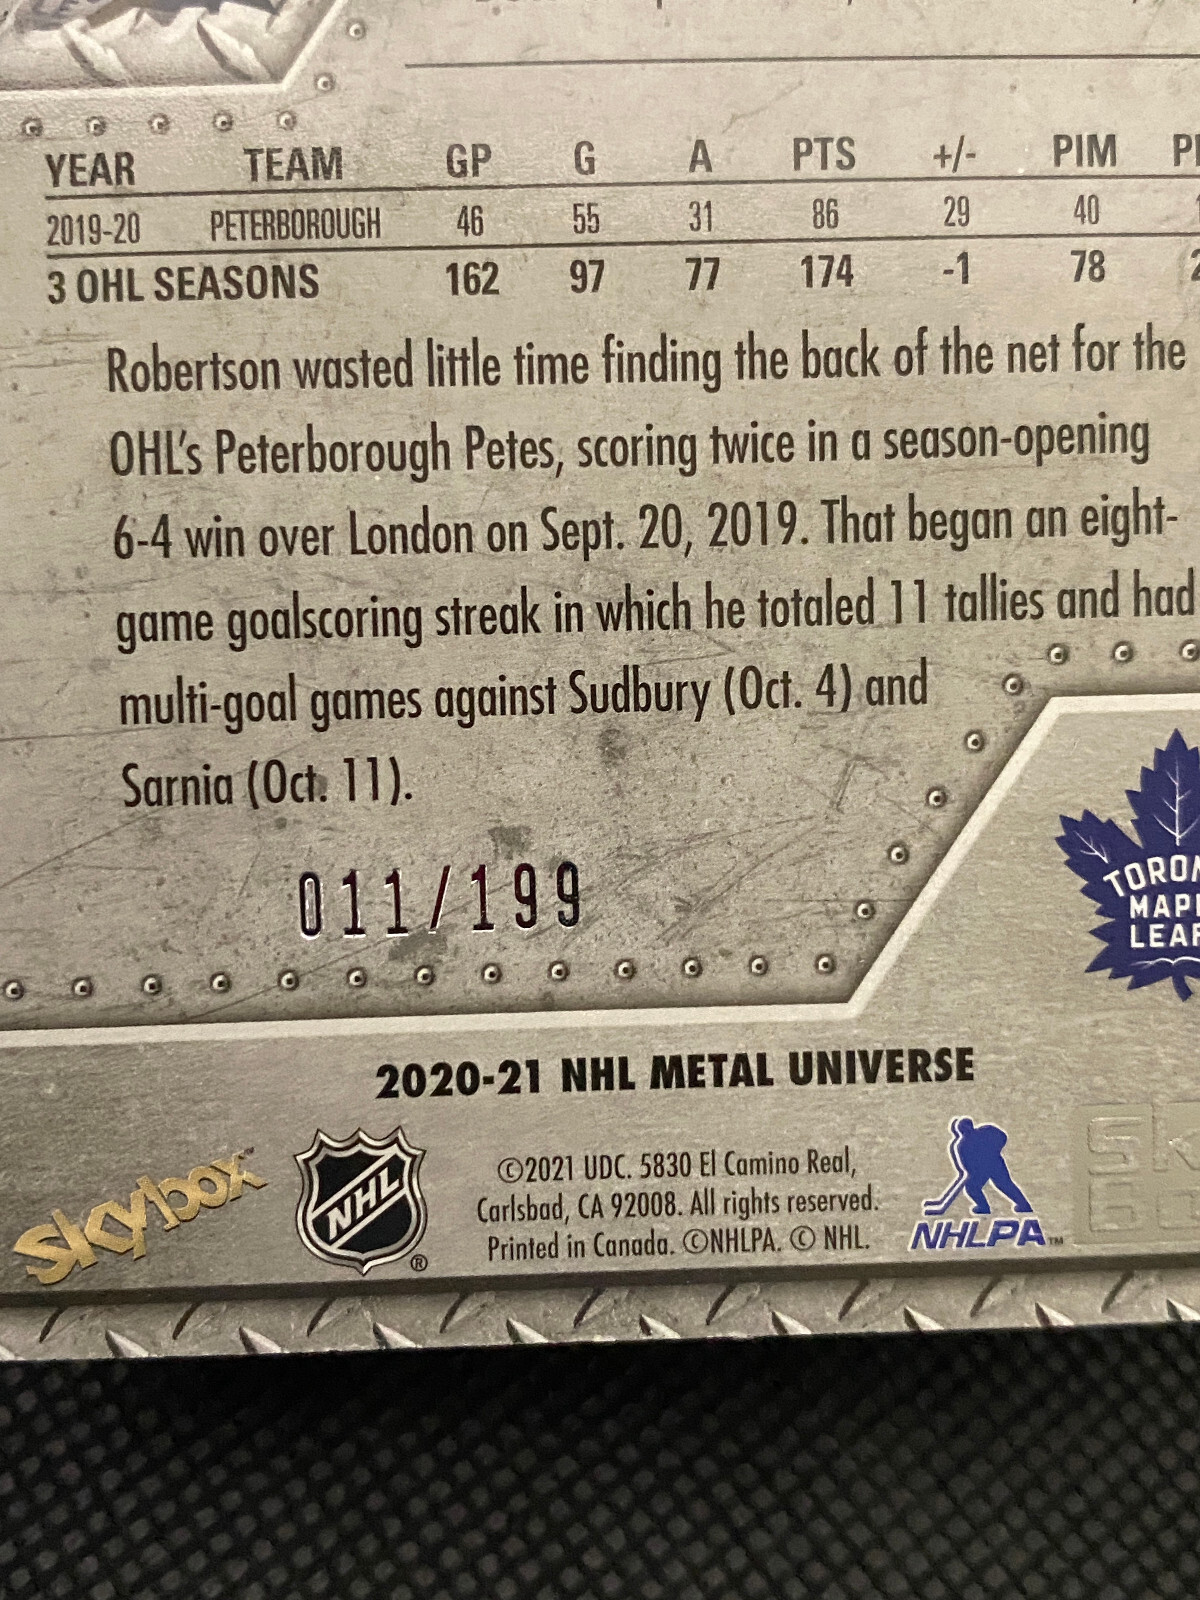 YEAR TEAM GP G A PTS +/- PIM
2019-20 PETERBOROUGH 46 55 31 86 29 40
3 OHL SEASONS 162 97 77 174 -1 78
Robertson wasted little time finding the back of the net for the
OHL's Peterborough Petes, scoring twice in a season-opening
6-4 win over London on Sept. 20, 2019. That began an eight-
game goalscoring streak in which he totaled 11 tallies and had
multi-goal games against Sudbury (Oct. 4) and
Sarnia (Oct. 11).
TORON
MAPL
LEAF
011/199
2020-21 NHL METAL UNIVERSE
skybox™
NHL®
©2021 UDC. 5830 El Camino Real,
Carlsbad, CA 92008. All rights reserved.
Printed in Canada. ©NHLPA. © NHL.
NHLPA™